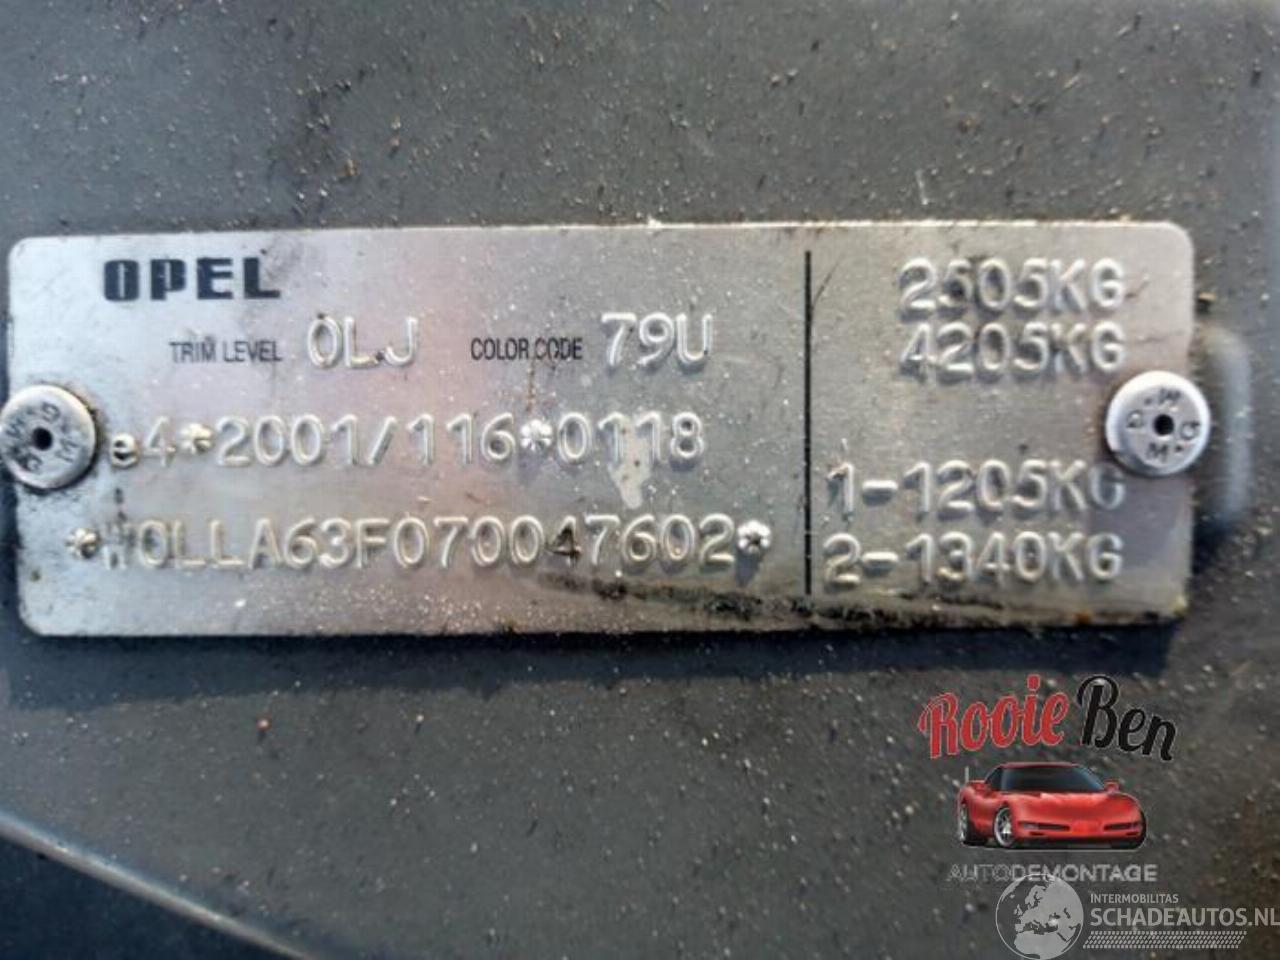 OPEL
TRIM LEVEL 0LJ COLOR CODE 79U
e4*2001/116*0118
*W0LLA63F070047602*
2505KG
4205KG
1-1205KG
2-1340KG
Rooie Ben
AUTODEMONTAGE
INTERMOBILITAS
SCHADEAUTOS.NL